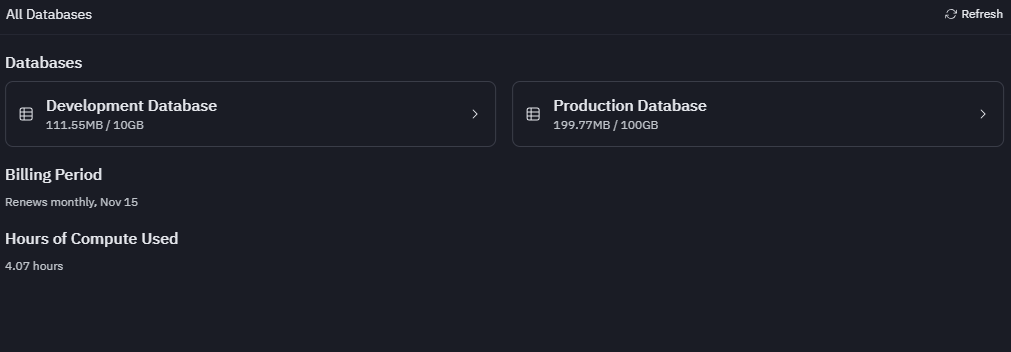 All Databases
Refresh
Databases
Development Database
111.55MB / 10GB
Production Database
199.77MB / 100GB
Billing Period
Renews monthly, Nov 15
Hours of Compute Used
4.07 hours